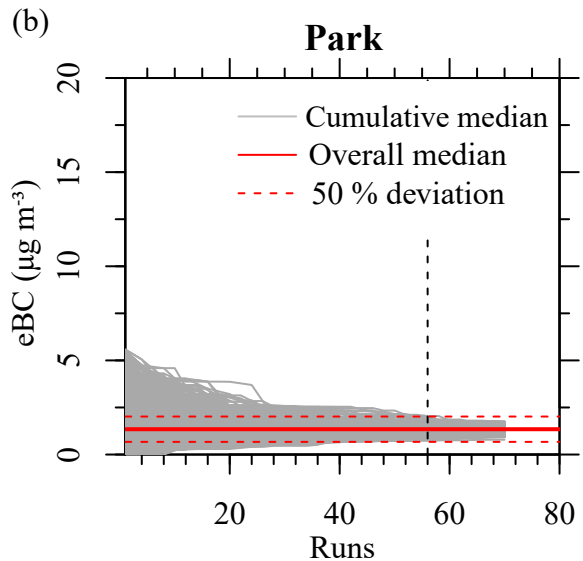 (b)
Park
20
Cumulative median
Overall median
15
50 % deviation
eBC (μg m⁻³)
10
5
0
20 40 60 80
Runs